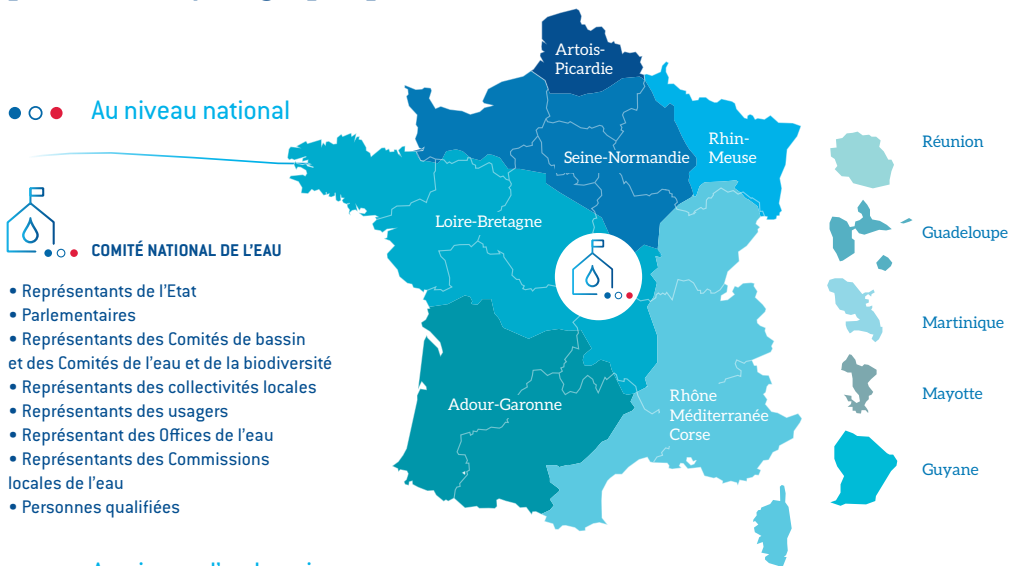 Au niveau national
COMITÉ NATIONAL DE L'EAU
• Représentants de l'Etat
• Parlementaires
• Représentants des Comités de bassin
et des Comités de l'eau et de la biodiversité
• Représentants des collectivités locales
• Représentants des usagers
• Représentant des Offices de l'eau
• Représentants des Commissions
locales de l'eau
• Personnes qualifiées
Artois-
Picardie
Seine-Normandie
Rhin-
Meuse
Loire-Bretagne
Adour-Garonne
Rhône
Méditerranée
Corse
Réunion
Guadeloupe
Martinique
Mayotte
Guyane